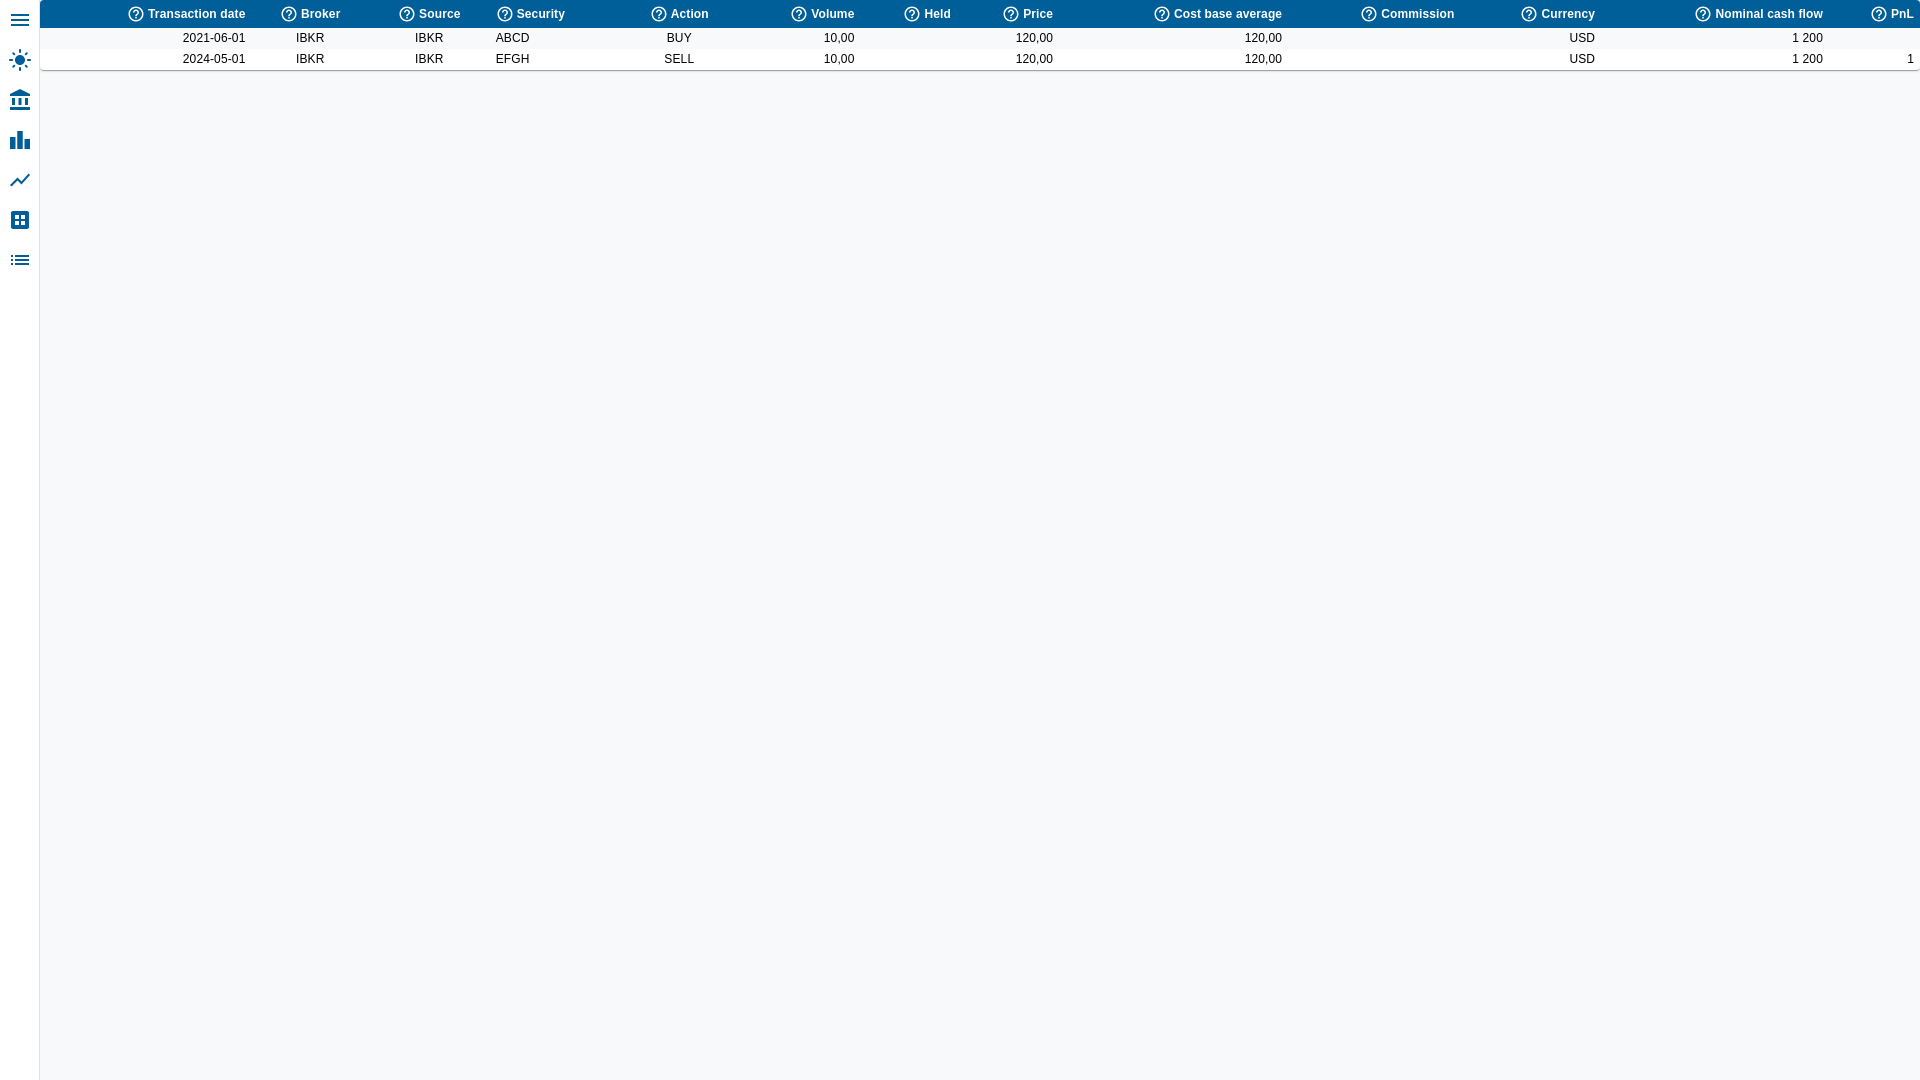 Transaction date Broker Source Security Action Volume Held Price Cost base average Commission Currency Nominal cash flow PnL
2021-06-01 IBKR IBKR ABCD BUY 10,00 120,00 120,00 USD 1 200
2024-05-01 IBKR IBKR EFGH SELL 10,00 120,00 120,00 USD 1 200 1